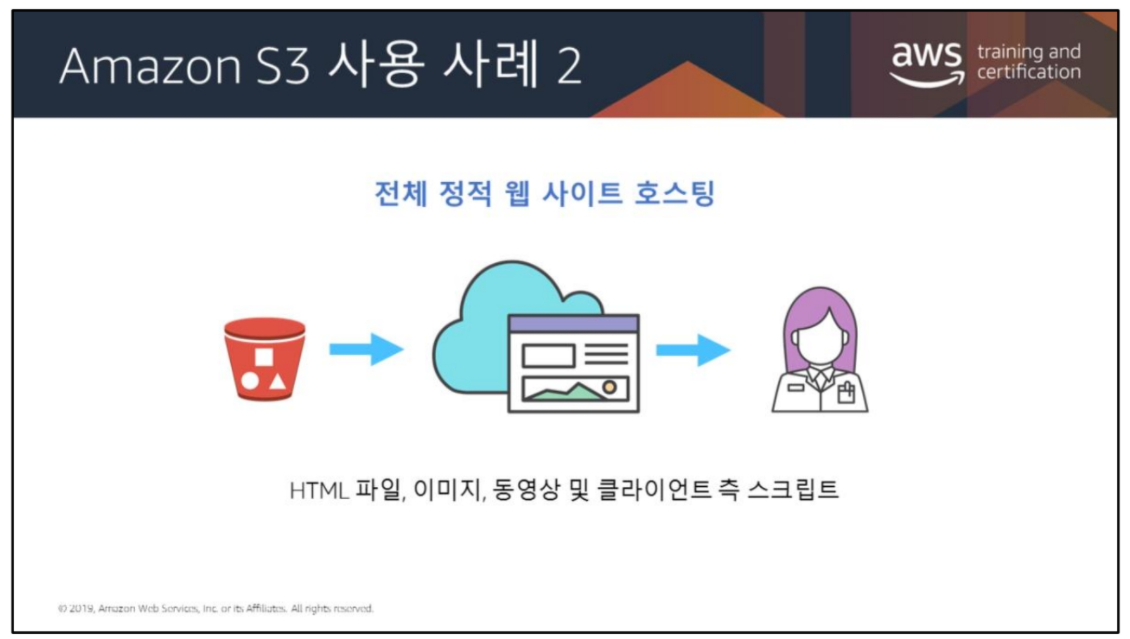 Amazon S3 사용 사례 2
aws training and
certification
전체 정적 웹 사이트 호스팅
HTML 파일, 이미지, 동영상 및 클라이언트 측 스크립트
© 2019, Amazon Web Services, Inc. or its Affiliates. All rights reserved.